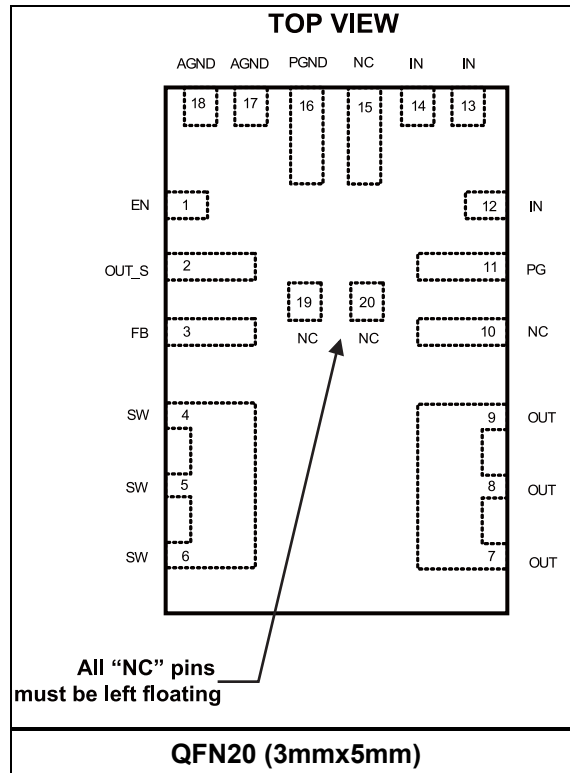 TOP VIEW
AGND AGND PGND NC IN IN
18 17 16 15 14 13
EN 1 12 IN
OUT_S 2 11 PG
19 20
FB 3 NC NC 10 NC
SW 4 9 OUT
SW 5 8 OUT
SW 6 7 OUT
All “NC” pins
must be left floating
QFN20 (3mmx5mm)